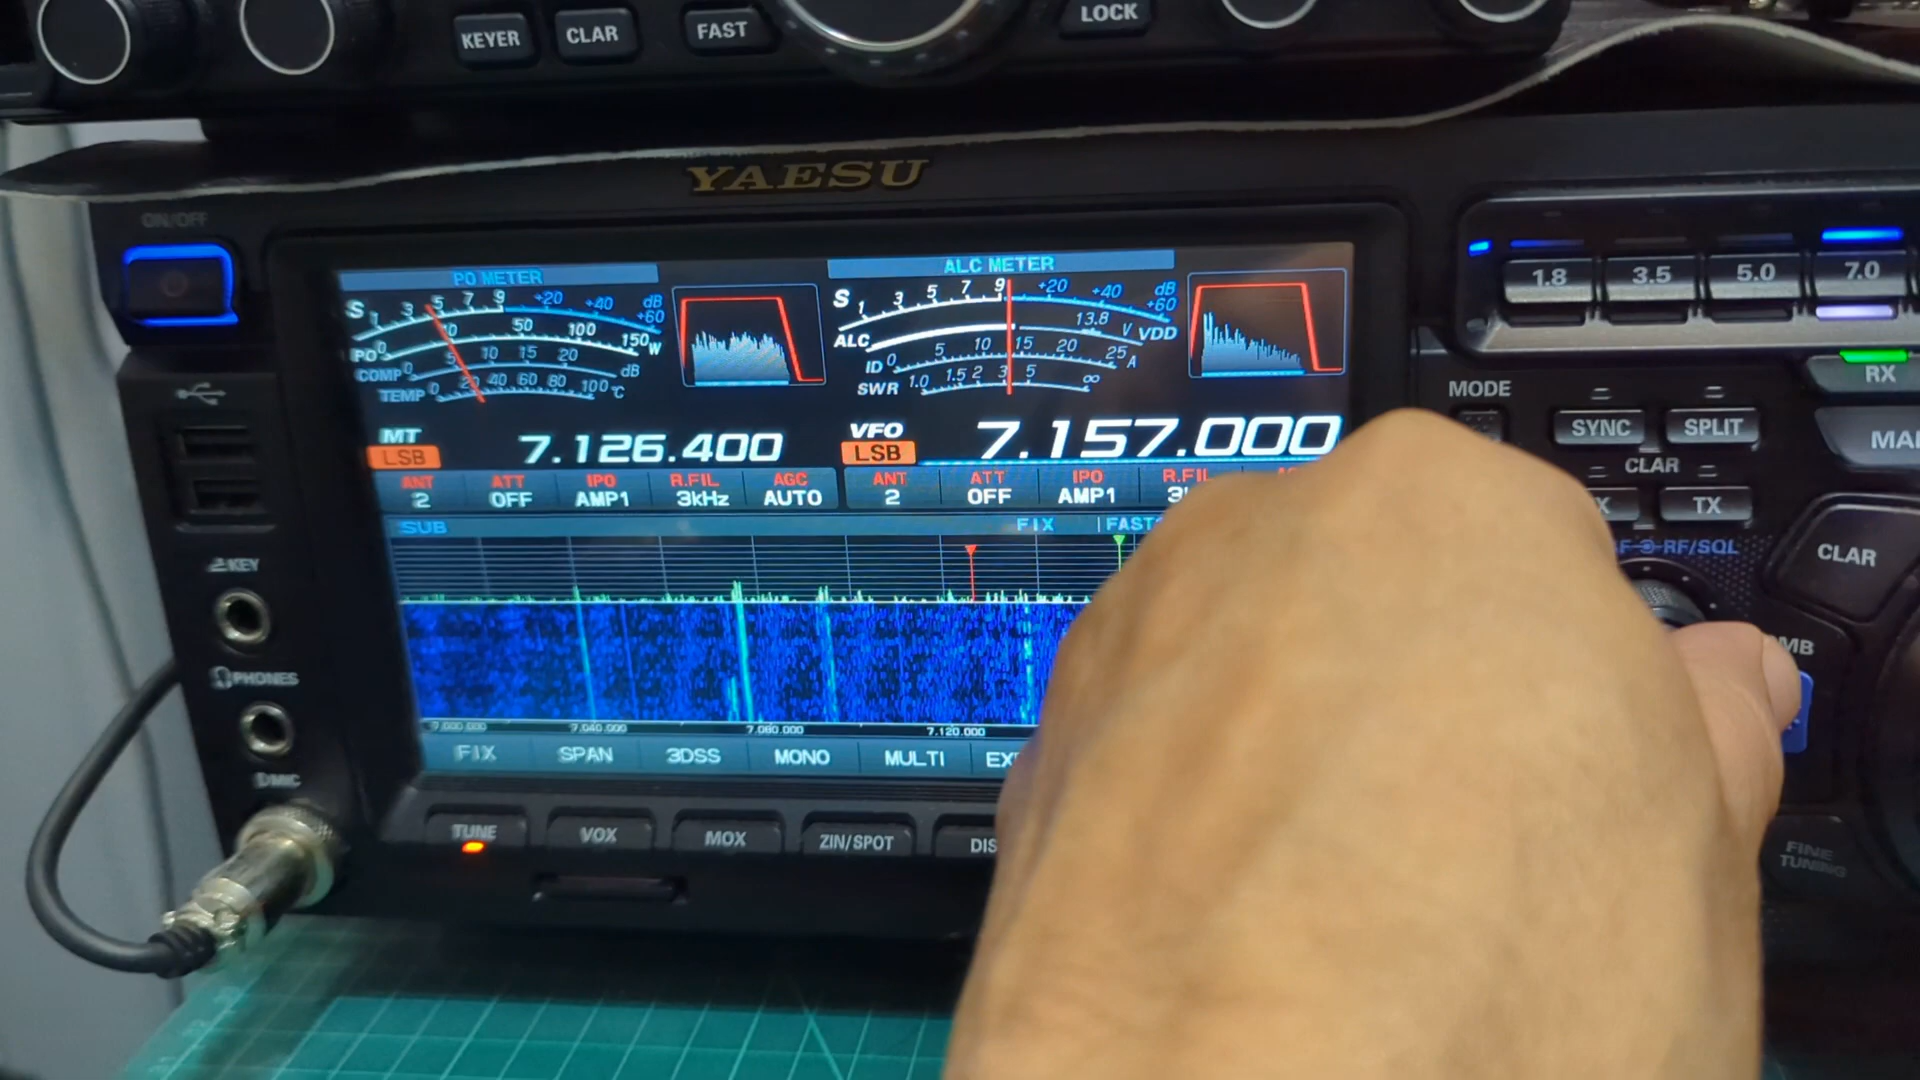 KEYER CLAR FAST LOCK
YAESU
ON/OFF
PO METER
S 1 3 5 7 9 +20 +40 +60 dB
PO 0 50 100 150 W
COMP 0 5 10 15 20 dB
TEMP 0 20 40 60 80 100 °C
ALC METER
S 1 3 5 7 9 +20 +40 +60 dB
ALC 13.8 V VDD
ID 0 5 10 15 20 25 A
SWR 1.0 1.5 2 3 5 ∞
1.8 3.5 5.0 7.0
RX
MODE
SYNC SPLIT
CLAR
TX
RF/SQL
CLAR
MT
LSB
7.126.400
VFO
LSB
7.157.000
ANT ATT IPO R.FIL AGC
2 OFF AMP1 3kHz AUTO
ANT ATT IPO R.FIL
2 OFF AMP1
SUB FIX FAST
7.000.000 7.040.000 7.080.000 7.120.000
FIX SPAN 3DSS MONO MULTI
KEY
PHONES
MIC
TUNE VOX MOX ZIN/SPOT
FINE
TUNING